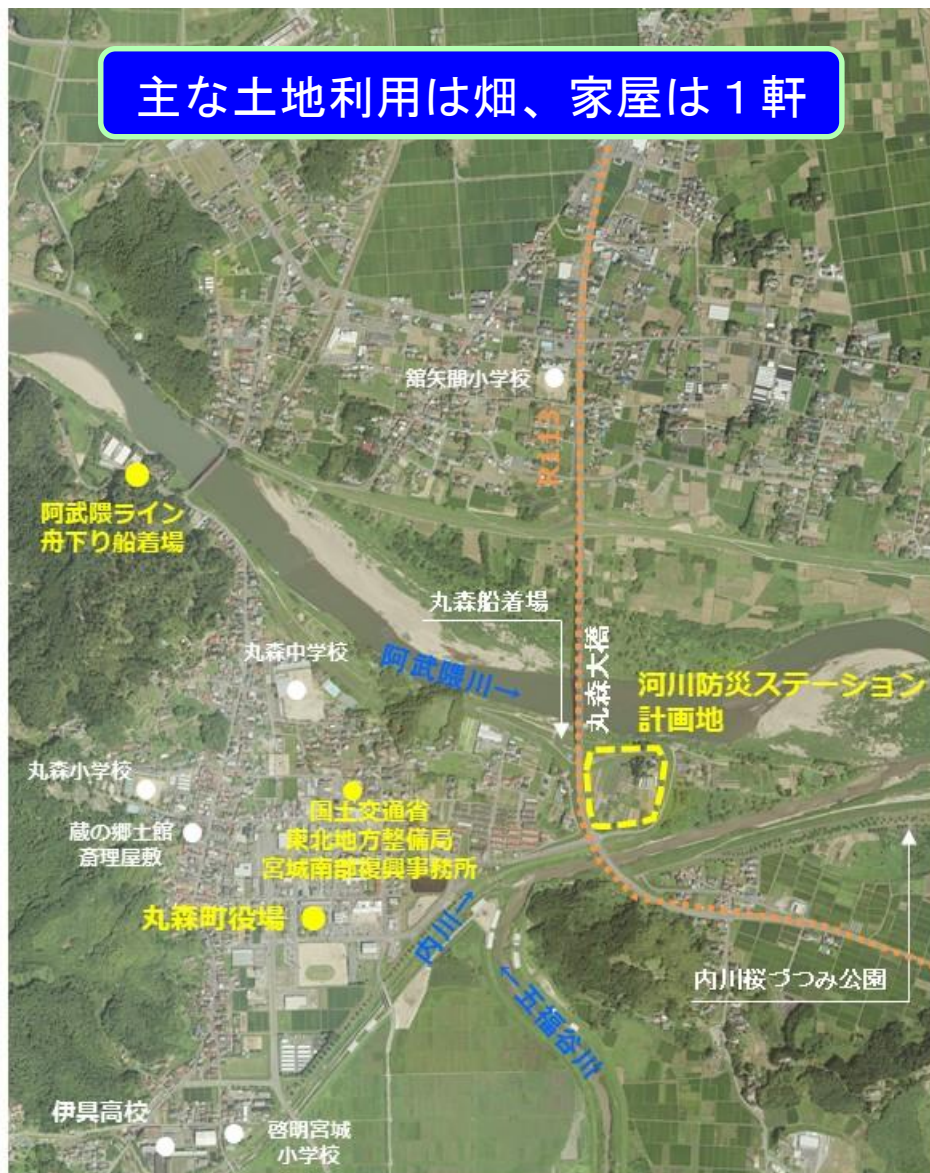 主な土地利用は畑、家屋は１軒
舘矢間小学校
R113
阿武隈ライン
舟下り船着場
丸森船着場
丸森大橋
阿武隈川→
河川防災ステーション
計画地
丸森中学校
丸森小学校
蔵の郷土館
斎理屋敷
国土交通省
東北地方整備局
宮城南部復興事務所
丸森町役場
内川→
←五福谷川
内川桜づつみ公園
伊具高校
啓明宮城
小学校